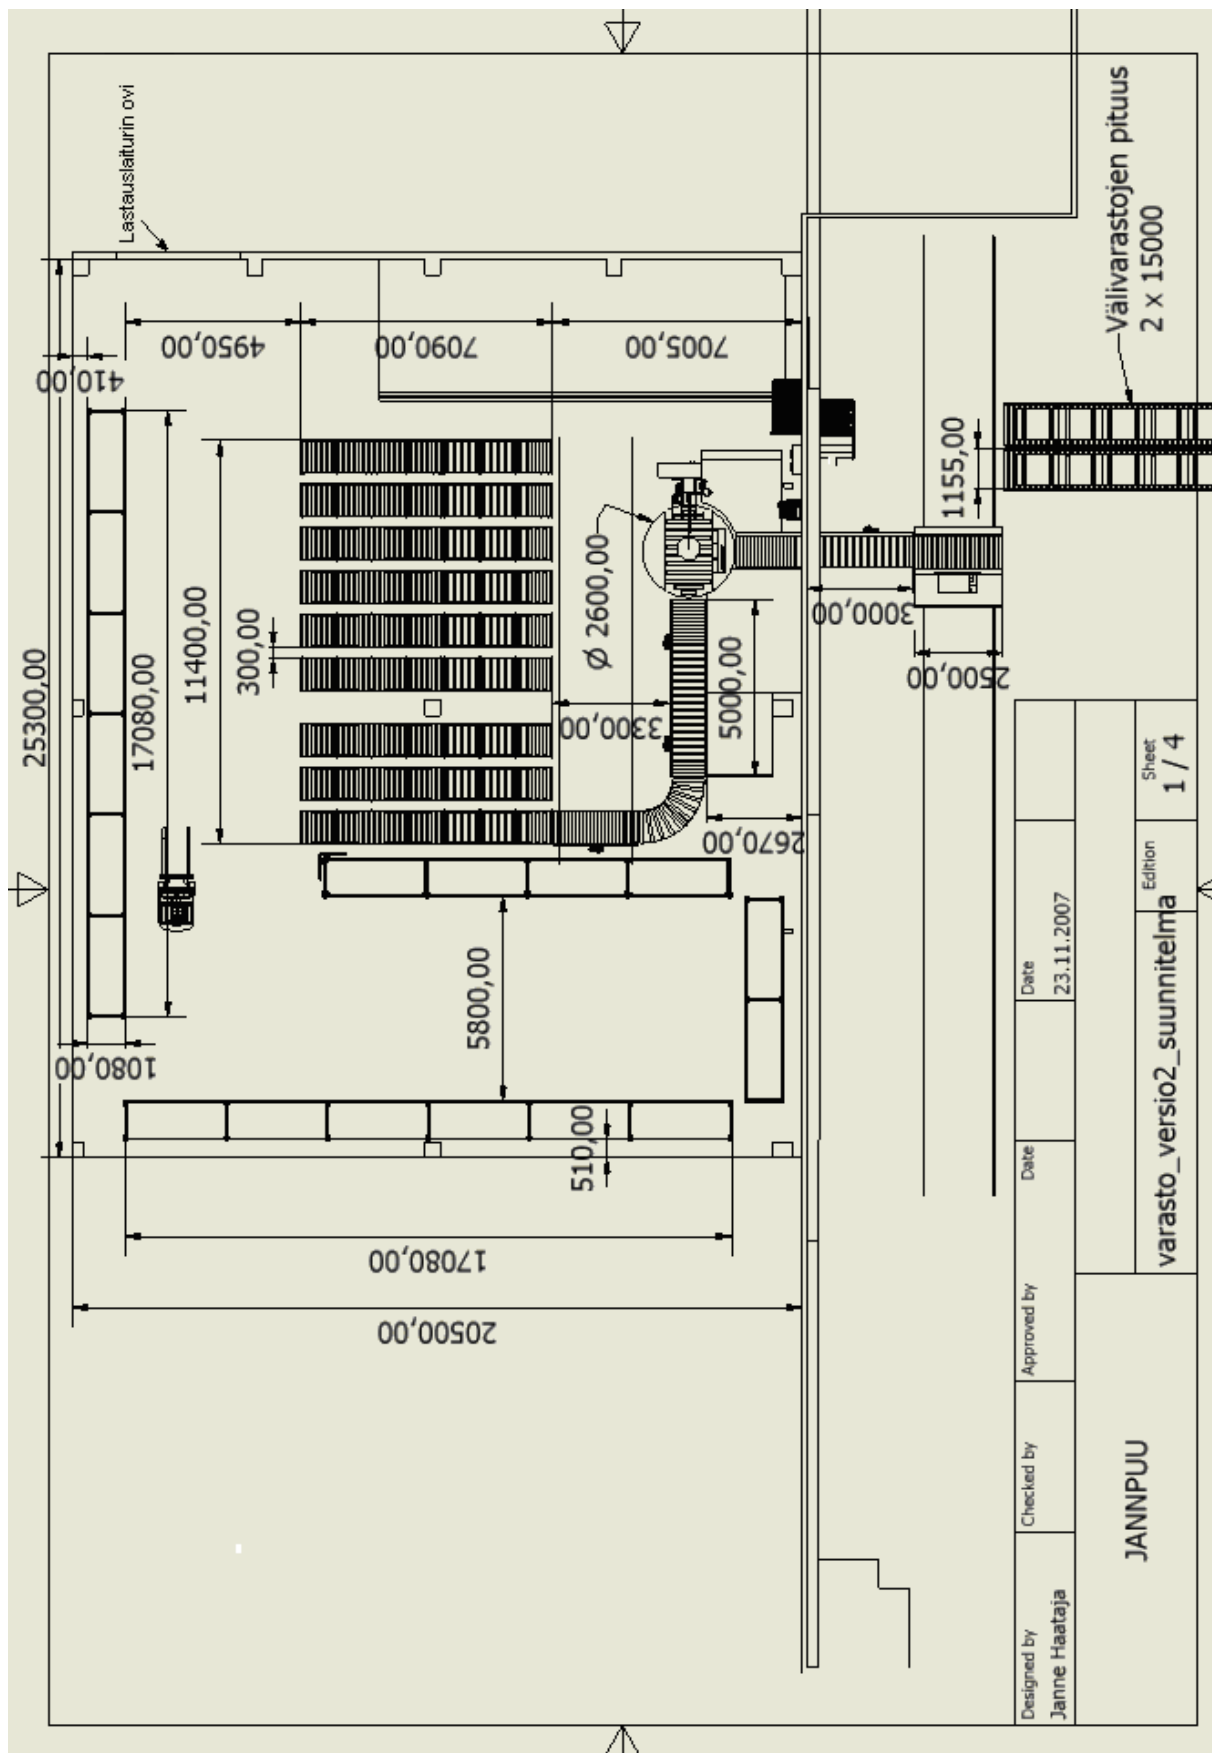 Lastauslaiturin ovi
410,00
4950,00
7090,00
7005,00
Välivarastojen pituus
2 x 15000
1155,00
25300,00
17080,00
11400,00
300,00
Ø 2600,00
3000,00
2500,00
3300,00
5000,00
2670,00
5800,00
1080,00
510,00
17080,00
20500,00
Designed by
Janne Haataja
Checked by
Approved by
Date
Date
23.11.2007
JANNPUU
varasto_versio2_suunnitelma
Edition
Sheet
1 / 4